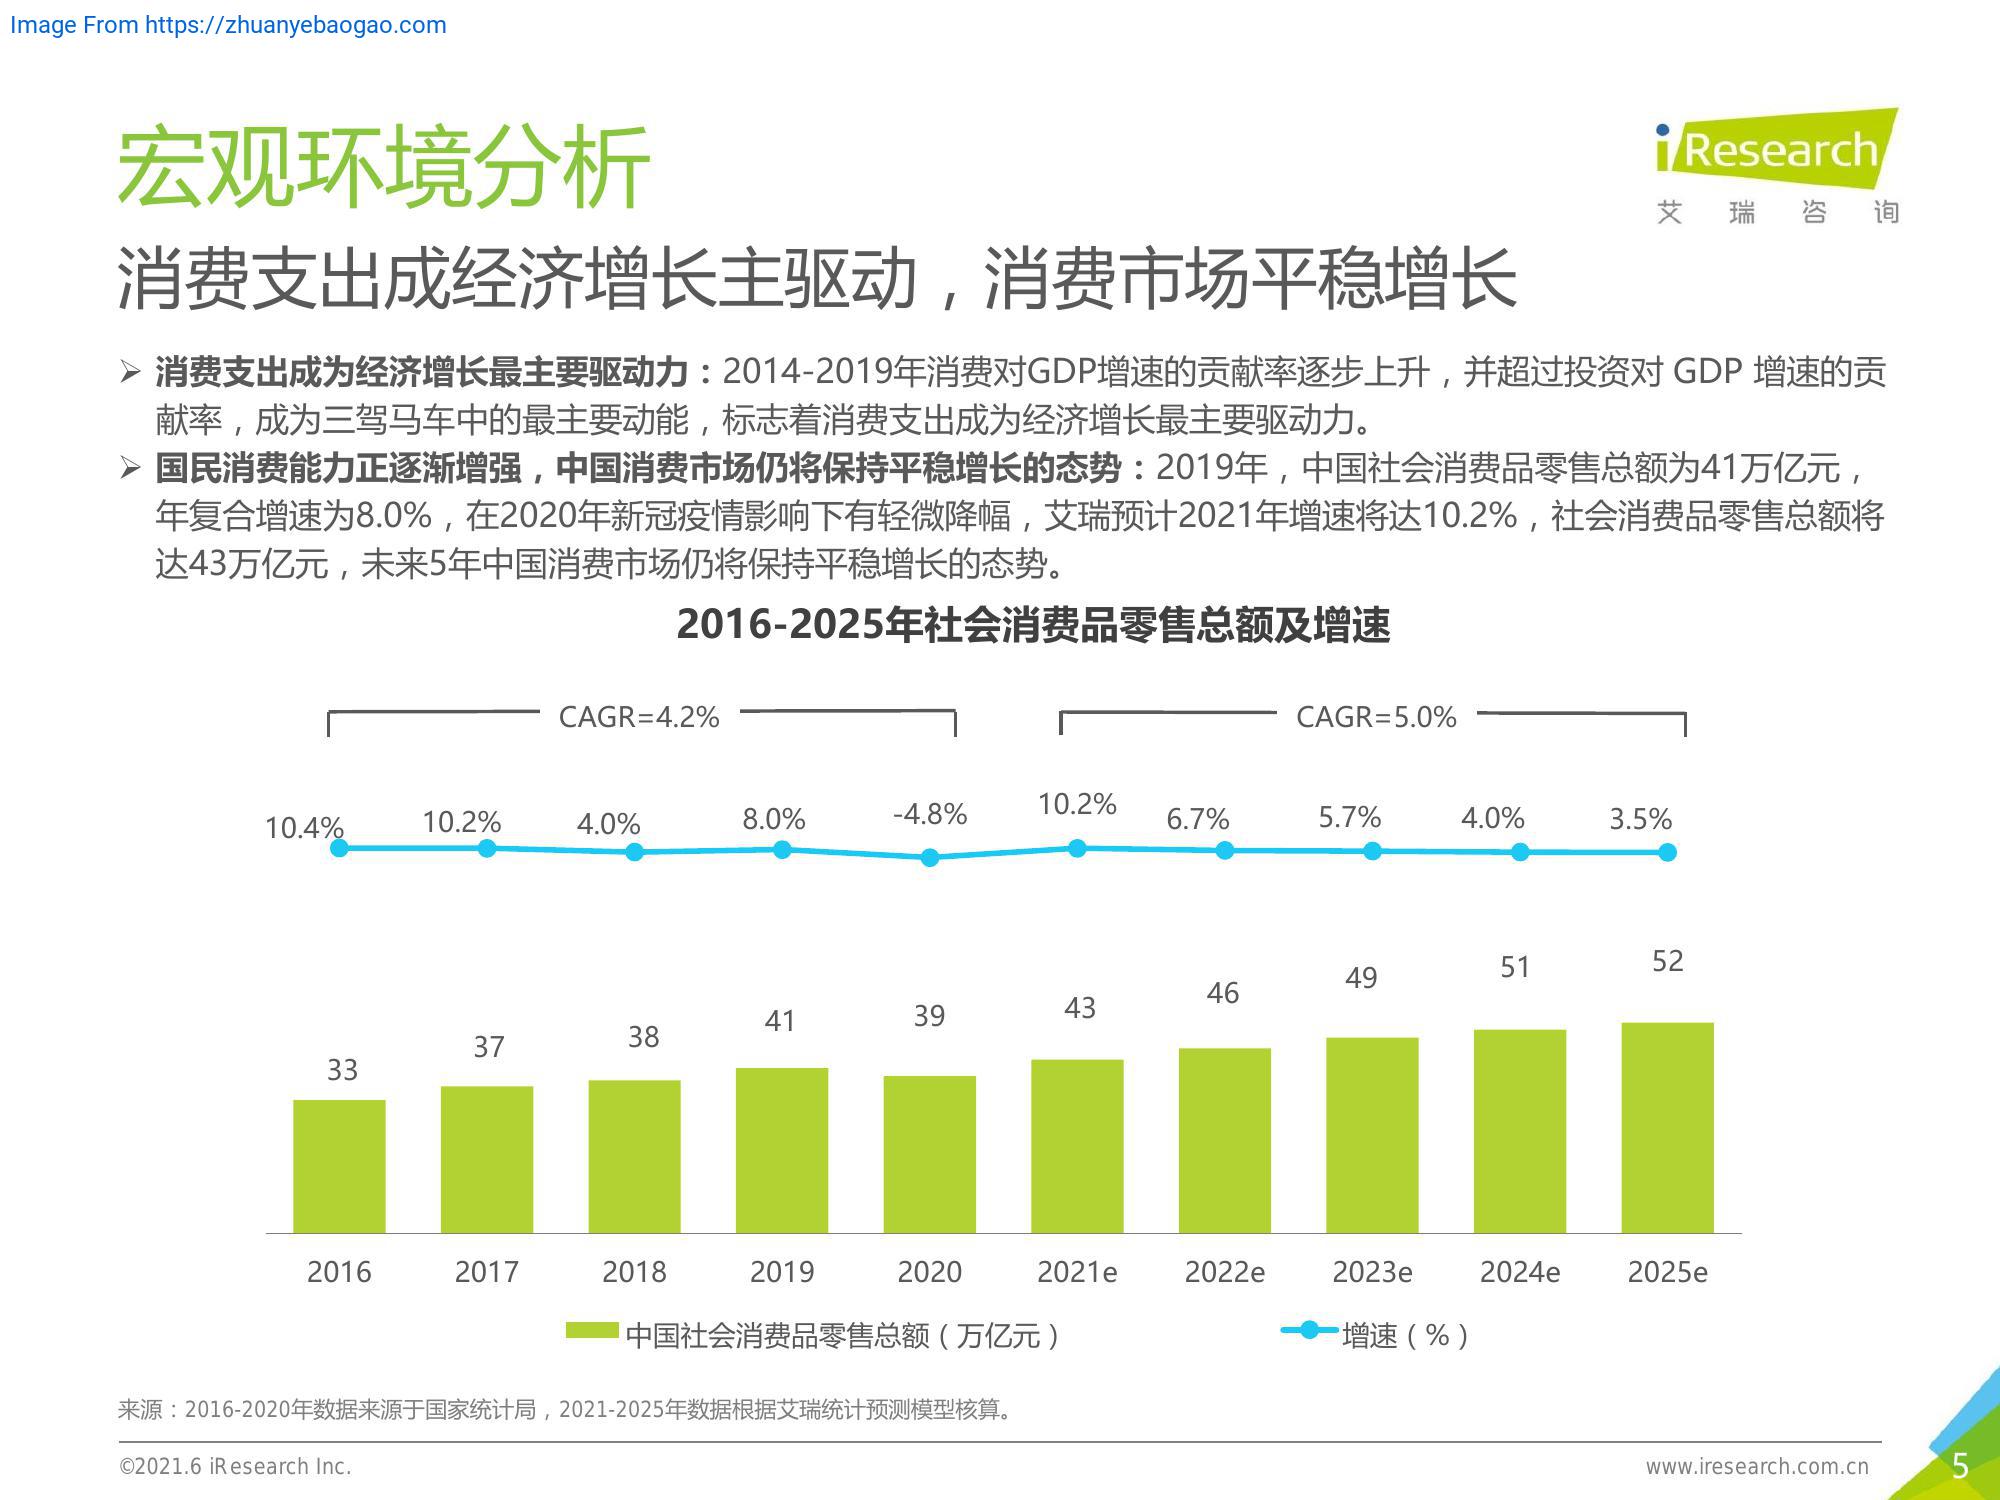 Image From https://zhuanyebaogao.com
宏观环境分析
iResearch
艾瑞咨询
消费支出成经济增长主驱动，消费市场平稳增长
➢ 消费支出成为经济增长最主要驱动力：2014-2019年消费对GDP增速的贡献率逐步上升，并超过投资对 GDP 增速的贡
献率，成为三驾马车中的最主要动能，标志着消费支出成为经济增长最主要驱动力。
➢ 国民消费能力正逐渐增强，中国消费市场仍将保持平稳增长的态势：2019年，中国社会消费品零售总额为41万亿元，
年复合增速为8.0%，在2020年新冠疫情影响下有轻微降幅，艾瑞预计2021年增速将达10.2%，社会消费品零售总额将
达43万亿元，未来5年中国消费市场仍将保持平稳增长的态势。
2016-2025年社会消费品零售总额及增速
CAGR=4.2% CAGR=5.0%
10.4% 10.2% 4.0% 8.0% -4.8% 10.2% 6.7% 5.7% 4.0% 3.5%
33 37 38 41 39 43 46 49 51 52
2016 2017 2018 2019 2020 2021e 2022e 2023e 2024e 2025e
中国社会消费品零售总额（万亿元） 增速（%）
来源：2016-2020年数据来源于国家统计局，2021-2025年数据根据艾瑞统计预测模型核算。
©2021.6 iResearch Inc. www.iresearch.com.cn 5